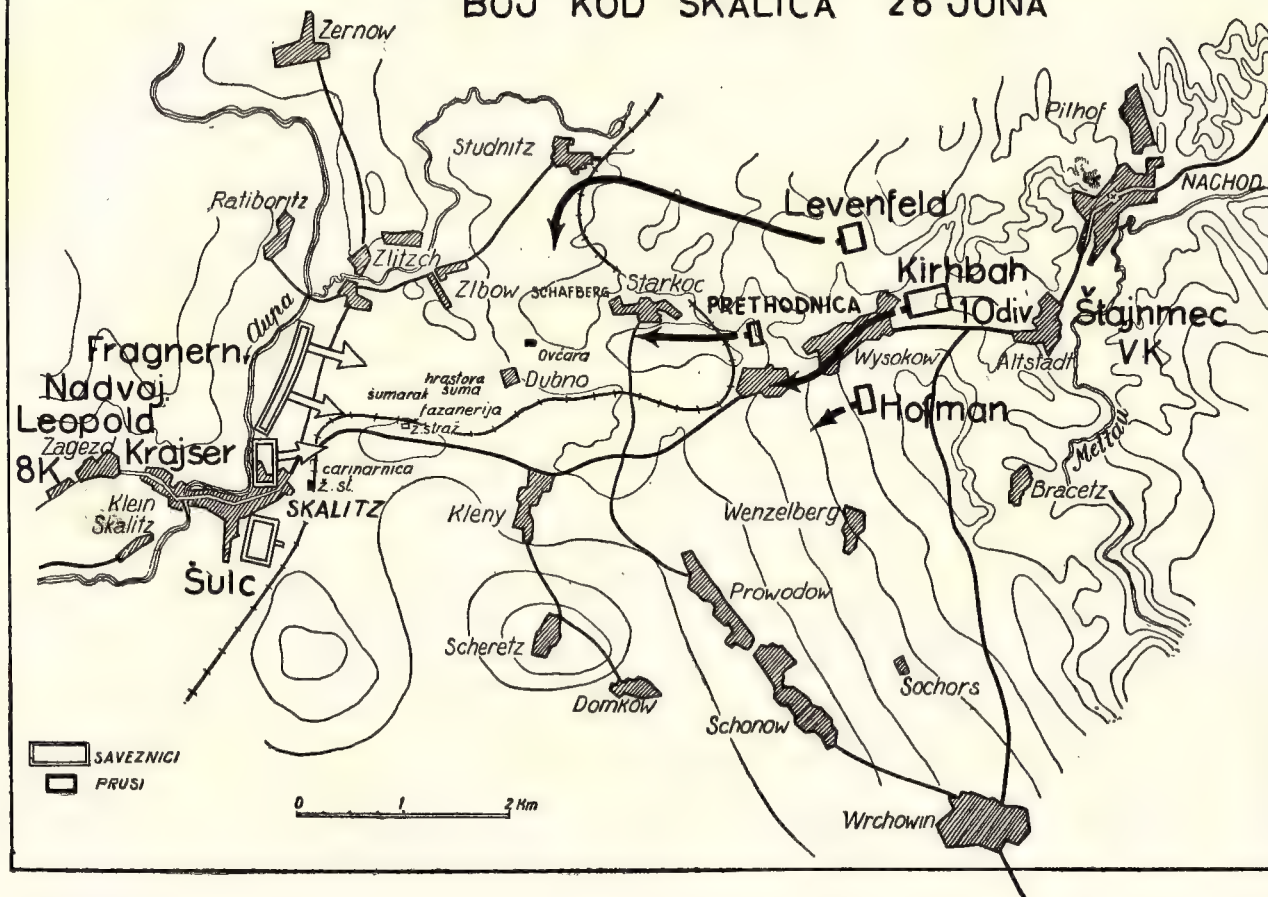 BOJ KOD SKALICA 28 JUNA
Zernow
Pilhof
Studnitz
NACHOD
Ratiboritz
Levenfeld
Zlitzch
Kirhbah
Zlbow
SCHAFBERG
Starkoc
PRETHODNICA
10div.
Štajnmec
VK
Aupa
Fragnern
Ovčara
Wysokow
Altstadt
Nadvoj.
Leopold
8K
hrastova
šuma
Dubno
šumarak
fazanerija
ž.straž.
Hofman
Zagezd
Krajser
carinarnica
ž. st.
Mettau
Klein
Skalitz
SKALITZ
Kleny
Wenzelberg
Bracetz
Šulc
Prowodow
Scheretz
Sochors
Domkow
Schonow
SAVEZNICI
PRUSI
0 1 2 Km
Wrchowin